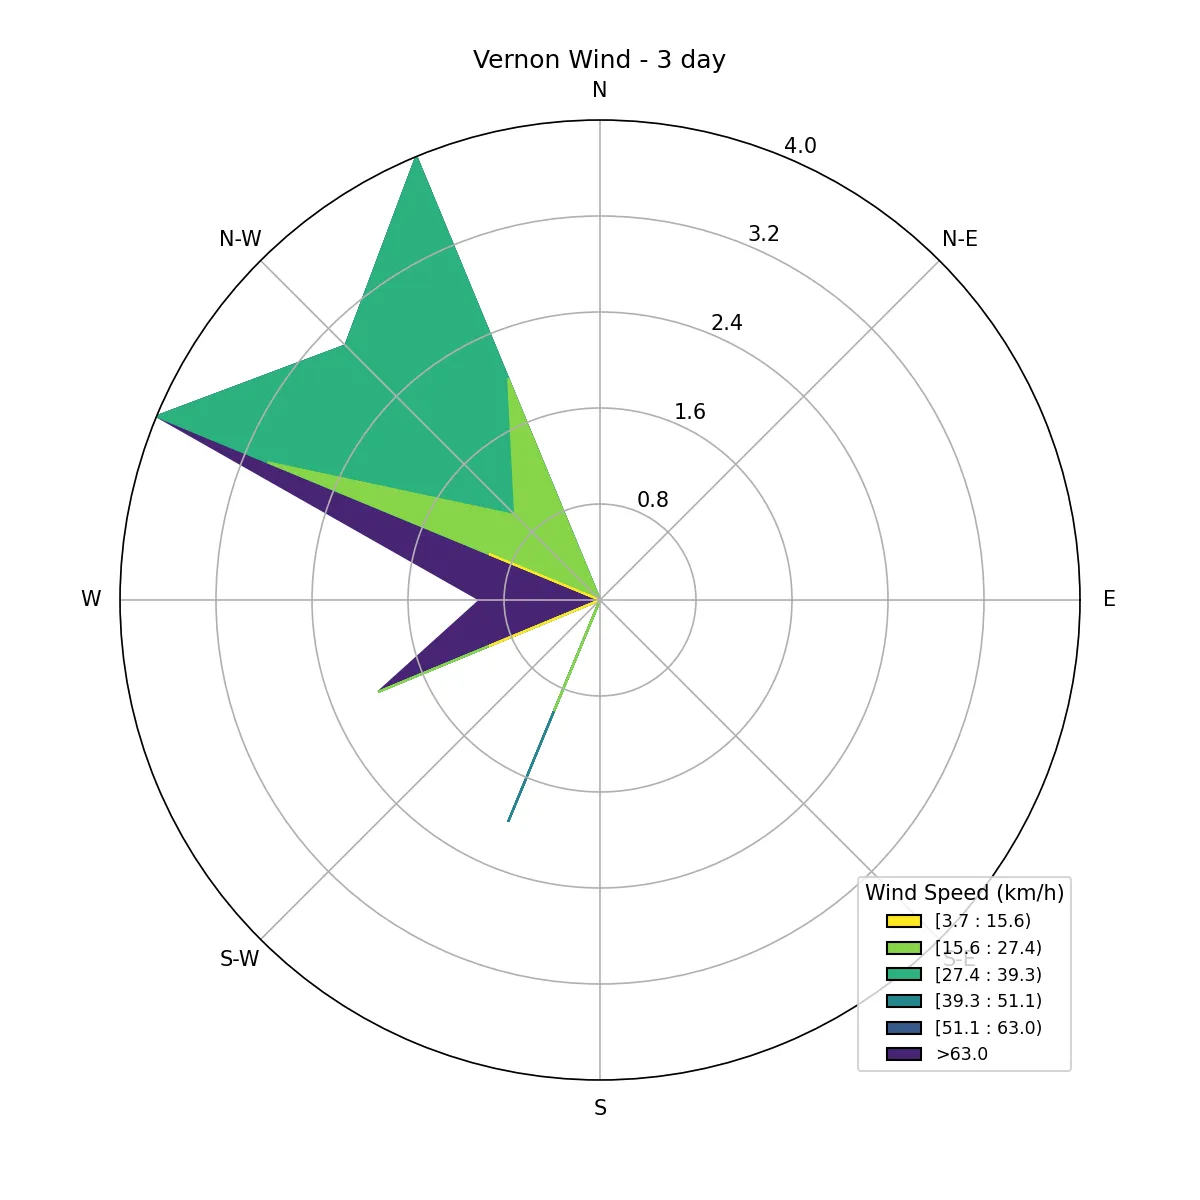 Vernon Wind - 3 day
N
4.0
N-W
N-E
3.2
2.4
1.6
0.8
W
E
S-W
S-E
S
Wind Speed (km/h)
[3.7 : 15.6)
[15.6 : 27.4)
[27.4 : 39.3)
[39.3 : 51.1)
[51.1 : 63.0)
>63.0